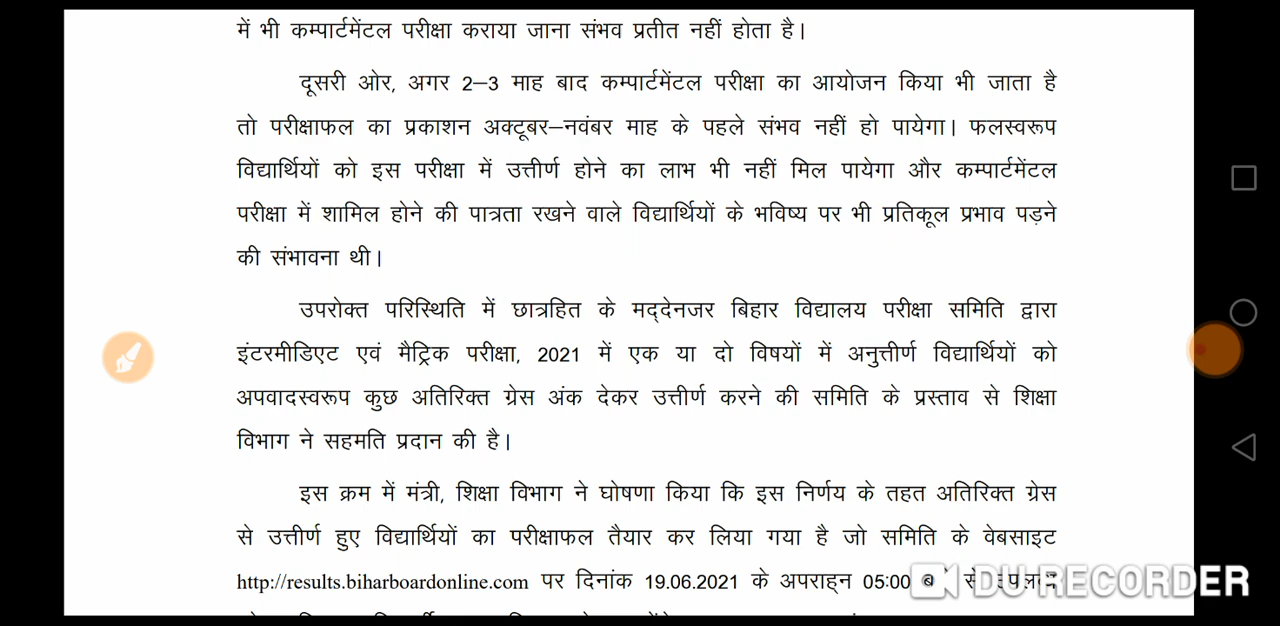 में भी कम्पार्टमेंटल परीक्षा कराया जाना संभव प्रतीत नहीं होता है।
दूसरी ओर, अगर 2–3 माह बाद कम्पार्टमेंटल परीक्षा का आयोजन किया भी जाता है
तो परीक्षाफल का प्रकाशन अक्टूबर–नवंबर माह के पहले संभव नहीं हो पायेगा। फलस्वरूप
विद्यार्थियों को इस परीक्षा में उत्तीर्ण होने का लाभ भी नहीं मिल पायेगा और कम्पार्टमेंटल
परीक्षा में शामिल होने की पात्रता रखने वाले विद्यार्थियों के भविष्य पर भी प्रतिकूल प्रभाव पड़ने
की संभावना थी।
उपरोक्त परिस्थिति में छात्रहित के मद्देनजर बिहार विद्यालय परीक्षा समिति द्वारा
इंटरमीडिएट एवं मैट्रिक परीक्षा, 2021 में एक या दो विषयों में अनुत्तीर्ण विद्यार्थियों को
अपवादस्वरूप कुछ अतिरिक्त ग्रेस अंक देकर उत्तीर्ण करने की समिति के प्रस्ताव से शिक्षा
विभाग ने सहमति प्रदान की है।
इस क्रम में मंत्री, शिक्षा विभाग ने घोषणा किया कि इस निर्णय के तहत अतिरिक्त ग्रेस
से उत्तीर्ण हुए विद्यार्थियों का परीक्षाफल तैयार कर लिया गया है जो समिति के वेबसाइट
http://results.biharboardonline.com पर दिनांक 19.06.2021 के अपराह्न 05:00 से
DU RECORDER